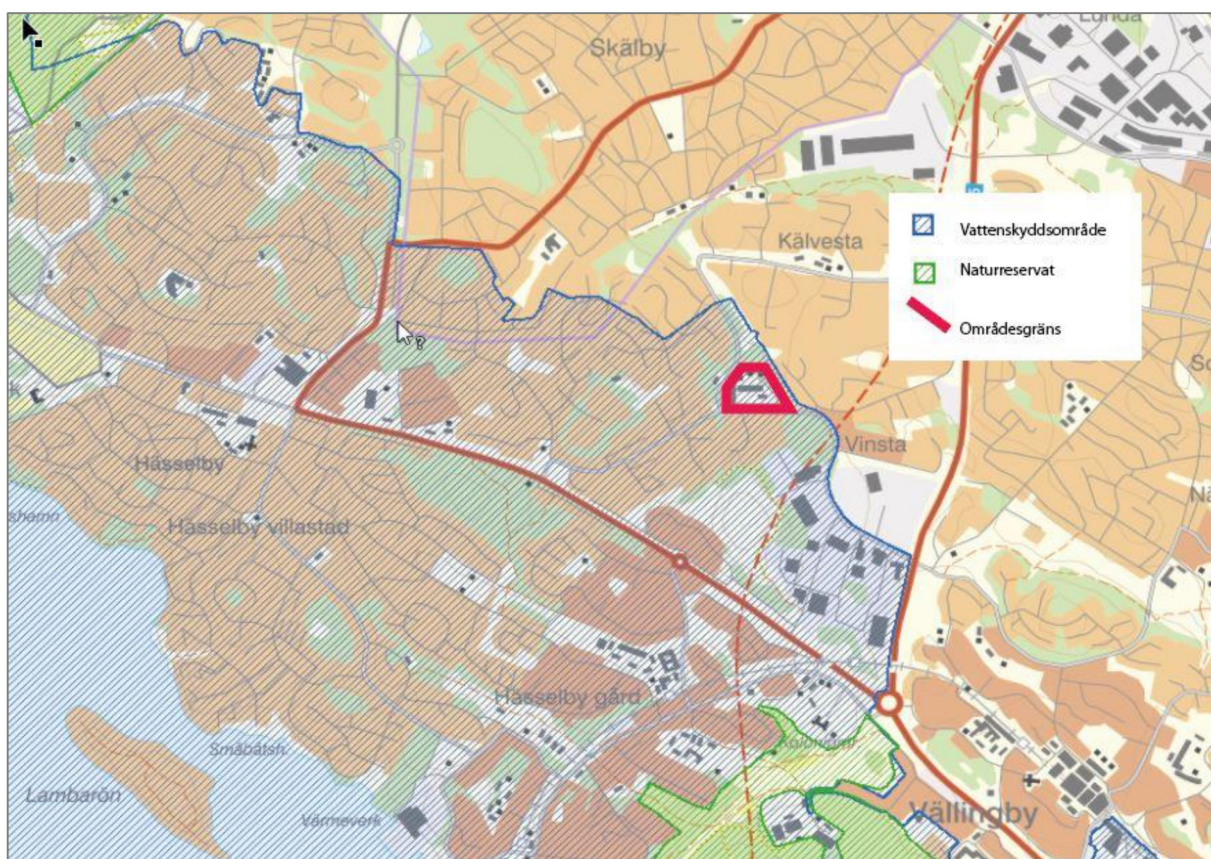 Lunda
Skälby
Kälvesta
Vattenskyddsområde
Naturreservat
Områdesgräns
Vinsta
Hässelby
Hässelby villastad
Hässelby gård
Småbåtsh.
Lambarön
Värmeverk
Vällingby